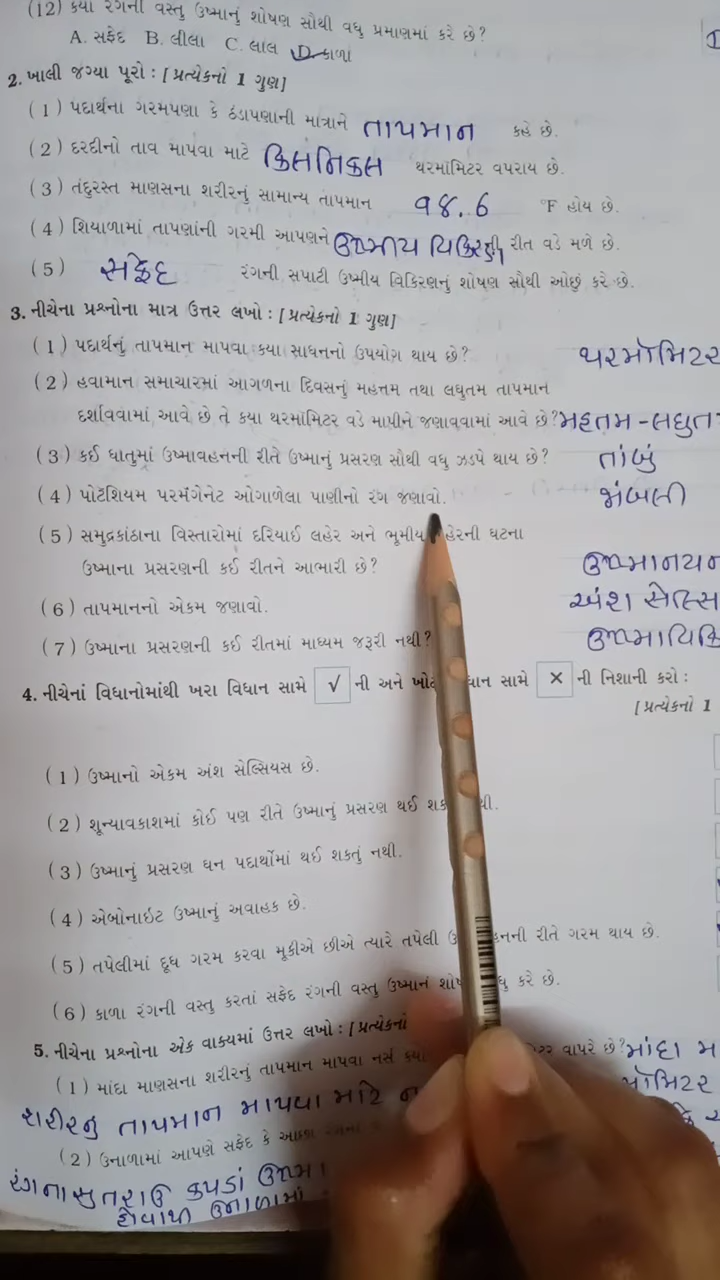 (12) કયા રંગની વસ્તુ ઉષ્માનું શોષણ સૌથી વધુ પ્રમાણમાં કરે છે?
A. સફેદ B. લીલા C. લાલ D. કાળા
2. ખાલી જગ્યા પૂરો : [પ્રત્યેકનો 1 ગુણ]
(1) પદાર્થના ગરમપણા કે ઠંડાપણાની માત્રાને તાપમાન કહે છે.
(2) દરદીનો તાવ માપવા માટે ક્લિનિકલ થરમૉમિટર વપરાય છે.
(3) તંદુરસ્ત માણસના શરીરનું સામાન્ય તાપમાન 98.6 °F હોય છે.
(4) શિયાળામાં તાપણાંની ગરમી આપણને ઉષ્મીય વિકિરણ રીત વડે મળે છે.
(5) સફેદ રંગની સપાટી ઉષ્મીય વિકિરણનું શોષણ સૌથી ઓછું કરે છે.
3. નીચેના પ્રશ્નોના માત્ર ઉત્તર લખો : [પ્રત્યેકનો 1 ગુણ]
(1) પદાર્થનું તાપમાન માપવા કયા સાધનનો ઉપયોગ થાય છે? થરમૉમિટર
(2) હવામાન સમાચારમાં આગળના દિવસનું મહત્તમ તથા લઘુતમ તાપમાન
દર્શાવવામાં આવે છે તે કયા થરમૉમિટર વડે માપીને જણાવવામાં આવે છે? મહતમ - લઘુત
(3) કઈ ધાતુમાં ઉષ્માવહનની રીતે ઉષ્માનું પ્રસરણ સૌથી વધુ ઝડપે થાય છે? તાંબું
(4) પોટૅશિયમ પરમૅંગેનેટ ઓગાળેલા પાણીનો રંગ જણાવો. જાંબલી
(5) સમુદ્રકાંઠાના વિસ્તારોમાં દરિયાઈ લહેર અને ભૂમીય હેરની ઘટના
ઉષ્માના પ્રસરણની કઈ રીતને આભારી છે? ઉષ્માનયન
(6) તાપમાનનો એકમ જણાવો. અંશ સેલ્સિ
(7) ઉષ્માના પ્રસરણની કઈ રીતમાં માધ્યમ જરૂરી નથી? ઉષ્માવિકિ
4. નીચેનાં વિધાનોમાંથી ખરા વિધાન સામે √ ની અને ખોટા સામે × ની નિશાની કરો :
[પ્રત્યેકનો 1
(1) ઉષ્માનો એકમ અંશ સેલ્સિયસ છે.
(2) શૂન્યાવકાશમાં કોઈ પણ રીતે ઉષ્માનું પ્રસરણ થઈ
(3) ઉષ્માનું પ્રસરણ ઘન પદાર્થોમાં થઈ શકતું નથી.
(4) એબોનાઇટ ઉષ્માનું અવાહક છે.
(5) તપેલીમાં દૂધ ગરમ કરવા મૂકીએ છીએ ત્યારે તપેલી રીતે ગરમ થાય છે.
(6) કાળા રંગની વસ્તુ કરતાં સફેદ રંગની વસ્તુ ઉષ્માનું કરે છે.
5. નીચેના પ્રશ્નોના એક વાક્યમાં ઉત્તર લખો : [પ્રત્યેકનો
(1) માંદા માણસના શરીરનું તાપમાન માપવા નર્સ કયા વાપરે છે? માંદા
શરીરનુ તાપમાન માપવા માટે
(2) ઉનાળામાં આપણે સફેદ કે
રંગના સુતરાઉ કપડાં
હોવાથી ઉનાળામાં